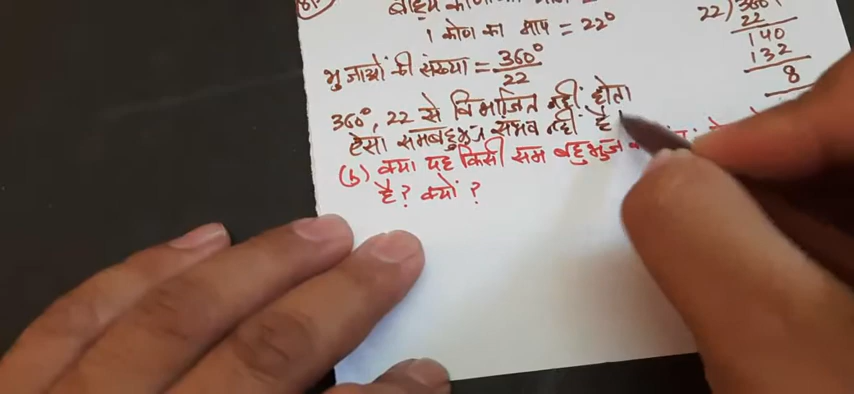 1 कोण का माप = 22°
भुजाओं की संख्या = 360° / 22
360°, 22 से विभाजित नहीं होता
ऐसा समबहुभुज संभव नहीं है
(b) क्या यह किसी सम बहुभुज
है? क्यों ?
22) 360
22
140
132
8